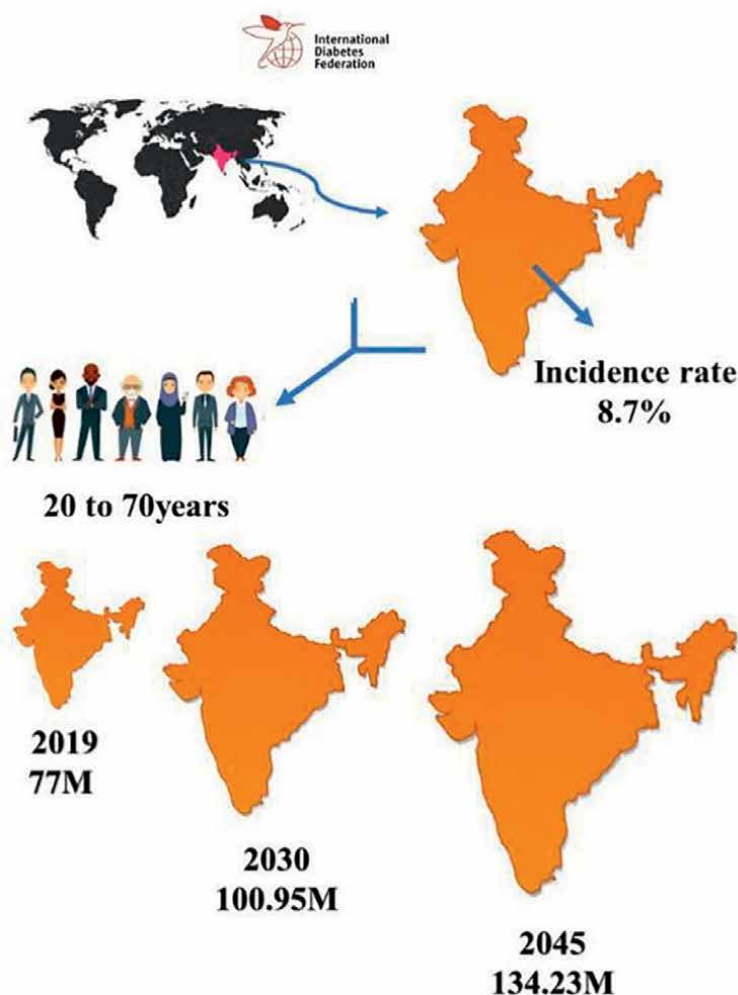 International
Diabetes
Federation
Incidence rate
8.7%
20 to 70years
2019
77M
2030
100.95M
2045
134.23M